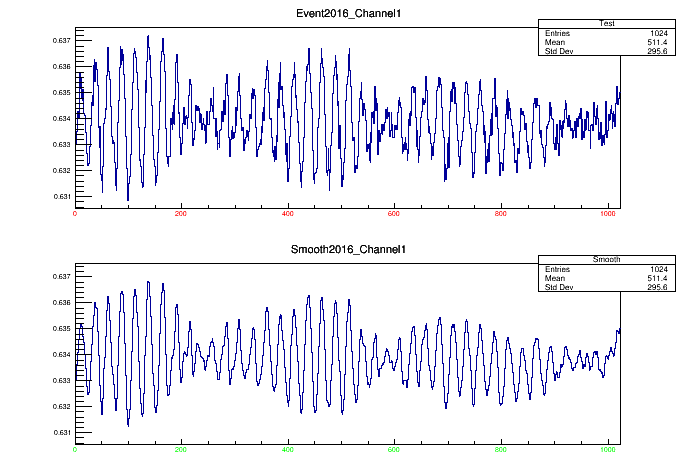 Event2016_Channel1
Test
Entries 1024
Mean 511.4
Std Dev 295.6
0.637
0.636
0.635
0.634
0.633
0.632
0.631
0 200 400 600 800 1000
Smooth2016_Channel1
Smooth
Entries 1024
Mean 511.4
Std Dev 295.6
0.637
0.636
0.635
0.634
0.633
0.632
0.631
0 200 400 600 800 1000